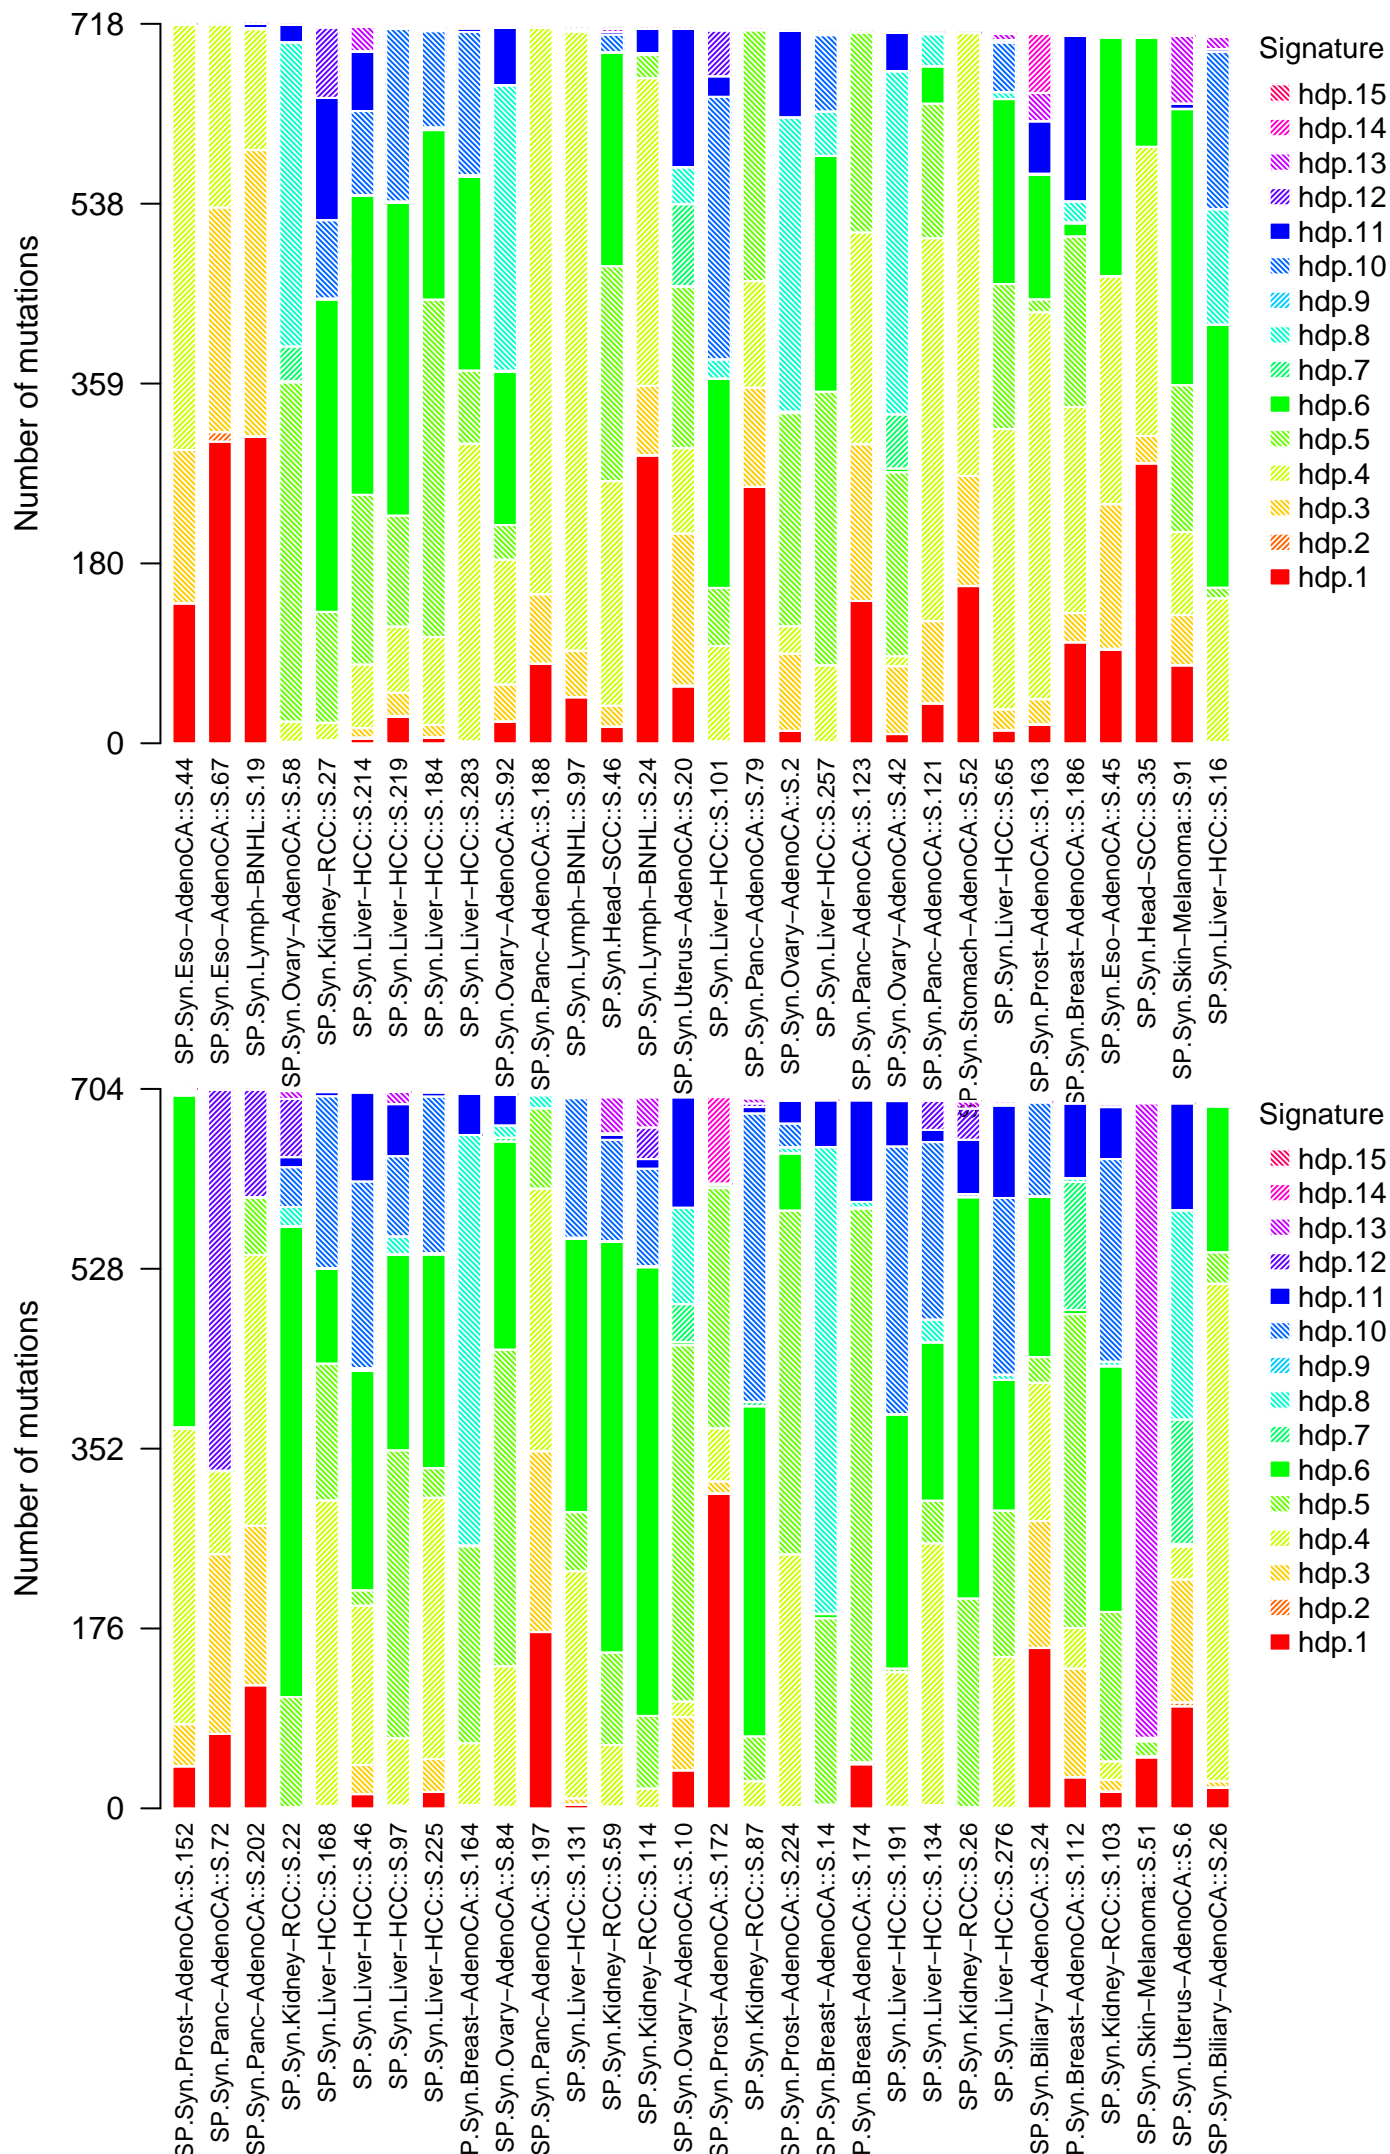 718
538
359
180
0
Number of mutations
Signature
hdp.15
hdp.14
hdp.13
hdp.12
hdp.11
hdp.10
hdp.9
hdp.8
hdp.7
hdp.6
hdp.5
hdp.4
hdp.3
hdp.2
hdp.1
SP.Syn.Eso−AdenoCA::S.44
SP.Syn.Eso−AdenoCA::S.67
SP.Syn.Lymph−BNHL::S.19
SP.Syn.Ovary−AdenoCA::S.58
SP.Syn.Kidney−RCC::S.27
SP.Syn.Liver−HCC::S.214
SP.Syn.Liver−HCC::S.219
SP.Syn.Liver−HCC::S.184
SP.Syn.Liver−HCC::S.283
SP.Syn.Ovary−AdenoCA::S.92
SP.Syn.Panc−AdenoCA::S.188
SP.Syn.Lymph−BNHL::S.97
SP.Syn.Head−SCC::S.46
SP.Syn.Lymph−BNHL::S.24
SP.Syn.Uterus−AdenoCA::S.20
SP.Syn.Liver−HCC::S.101
SP.Syn.Panc−AdenoCA::S.79
SP.Syn.Ovary−AdenoCA::S.2
SP.Syn.Liver−HCC::S.257
SP.Syn.Panc−AdenoCA::S.123
SP.Syn.Ovary−AdenoCA::S.42
SP.Syn.Panc−AdenoCA::S.121
SP.Syn.Stomach−AdenoCA::S.52
SP.Syn.Liver−HCC::S.65
SP.Syn.Prost−AdenoCA::S.163
SP.Syn.Breast−AdenoCA::S.186
SP.Syn.Eso−AdenoCA::S.45
SP.Syn.Head−SCC::S.35
SP.Syn.Skin−Melanoma::S.91
SP.Syn.Liver−HCC::S.16
704
528
352
176
0
Number of mutations
Signature
hdp.15
hdp.14
hdp.13
hdp.12
hdp.11
hdp.10
hdp.9
hdp.8
hdp.7
hdp.6
hdp.5
hdp.4
hdp.3
hdp.2
hdp.1
SP.Syn.Prost−AdenoCA::S.152
SP.Syn.Panc−AdenoCA::S.72
SP.Syn.Panc−AdenoCA::S.202
SP.Syn.Kidney−RCC::S.22
SP.Syn.Liver−HCC::S.168
SP.Syn.Liver−HCC::S.46
SP.Syn.Liver−HCC::S.97
SP.Syn.Liver−HCC::S.225
SP.Syn.Breast−AdenoCA::S.164
SP.Syn.Ovary−AdenoCA::S.84
SP.Syn.Panc−AdenoCA::S.197
SP.Syn.Liver−HCC::S.131
SP.Syn.Kidney−RCC::S.59
SP.Syn.Kidney−RCC::S.114
SP.Syn.Ovary−AdenoCA::S.10
SP.Syn.Prost−AdenoCA::S.172
SP.Syn.Kidney−RCC::S.87
SP.Syn.Prost−AdenoCA::S.224
SP.Syn.Breast−AdenoCA::S.14
SP.Syn.Breast−AdenoCA::S.174
SP.Syn.Liver−HCC::S.191
SP.Syn.Liver−HCC::S.134
SP.Syn.Kidney−RCC::S.26
SP.Syn.Liver−HCC::S.276
SP.Syn.Biliary−AdenoCA::S.24
SP.Syn.Breast−AdenoCA::S.112
SP.Syn.Kidney−RCC::S.103
SP.Syn.Skin−Melanoma::S.51
SP.Syn.Uterus−AdenoCA::S.6
SP.Syn.Biliary−AdenoCA::S.26